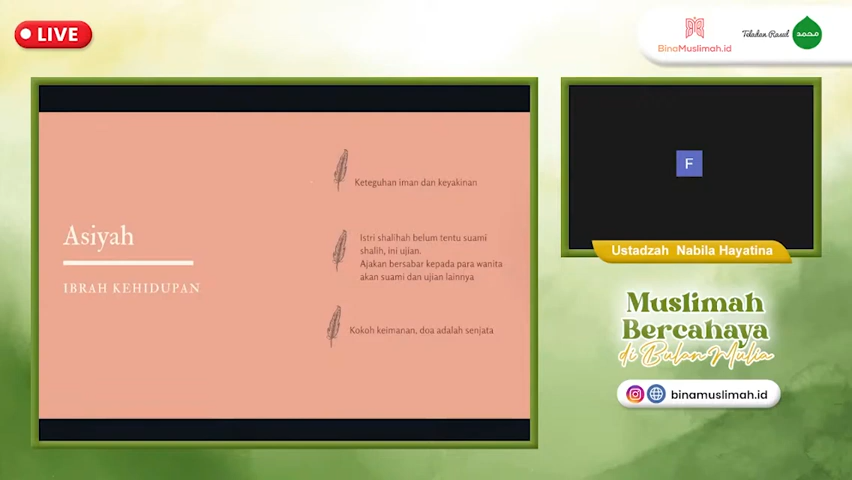 LIVE
BinaMuslimah.id
Teladan Rasul
محمد
Asiyah
IBRAH KEHIDUPAN
Keteguhan iman dan keyakinan
Istri shalihah belum tentu suami
shalih, ini ujian.
Ajakan bersabar kepada para wanita
akan suami dan ujian lainnya
Kokoh keimanan, doa adalah senjata
F
Ustadzah Nabila Hayatina
Muslimah
Bercahaya
di Bulan Mulia
binamuslimah.id